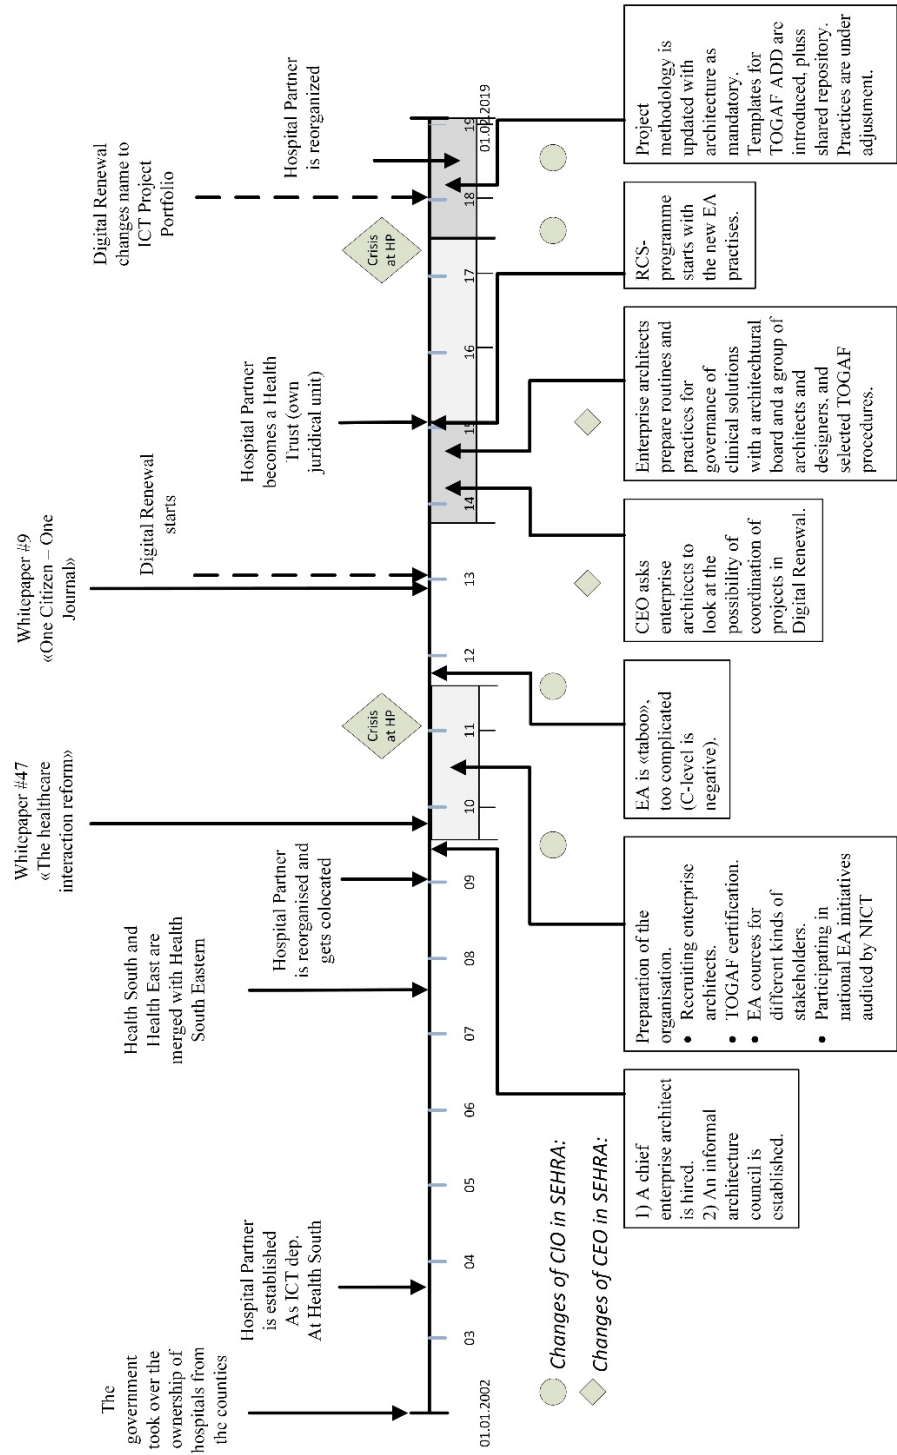 The
government
took over the
ownership of
hospitals from
the counties
Hospital Partner
is established
As ICT dep.
At Health South
Health South and
Health East are
merged with Health
South Eastern
Hospital Partner
is reorganised and
gets colocated
Whitepaper #47
«The healthcare
interaction reform»
Crisis
at HP
Whitepaper #9
«One Citizen – One
Journal»
Digital Renewal
starts
Hospital Partner
becomes a Health
Trust (own
juridical unit)
Crisis
at HP
Digital Renewal
changes name to
ICT Project
Portfolio
Hospital Partner
is reorganized
01.01.2002
03
04
05
06
07
08
09
10
11
12
13
14
15
16
17
18
19
01.02.2019
Changes of CIO in SEHRA:
Changes of CEO in SEHRA:
1) A chief
enterprise architect
is hired.
2) An informal
architecture
council is
established.
Preparation of the
organisation.
• Recruiting enterprise
architects.
• TOGAF certification.
• EA cources for
different kinds of
stakeholders.
• Participating in
national EA initiatives
audited by NICT
EA is «taboo»,
too complicated
(C-level is
negative).
CEO asks
enterprise
architects to
look at the
possibility of
coordination of
projects in
Digital Renewal.
Enterprise architects
prepare routines and
practices for
governance of
clinical solutions
with a architechtural
board and a group of
architects and
designers, and
selected TOGAF
procedures.
RCS-
programme
starts with
the new EA
practises.
Project
methodology is
updated with
architecture as
mandatory.
Templates for
TOGAF ADD are
introduced, pluss
shared repository.
Practices are under
adjustment.